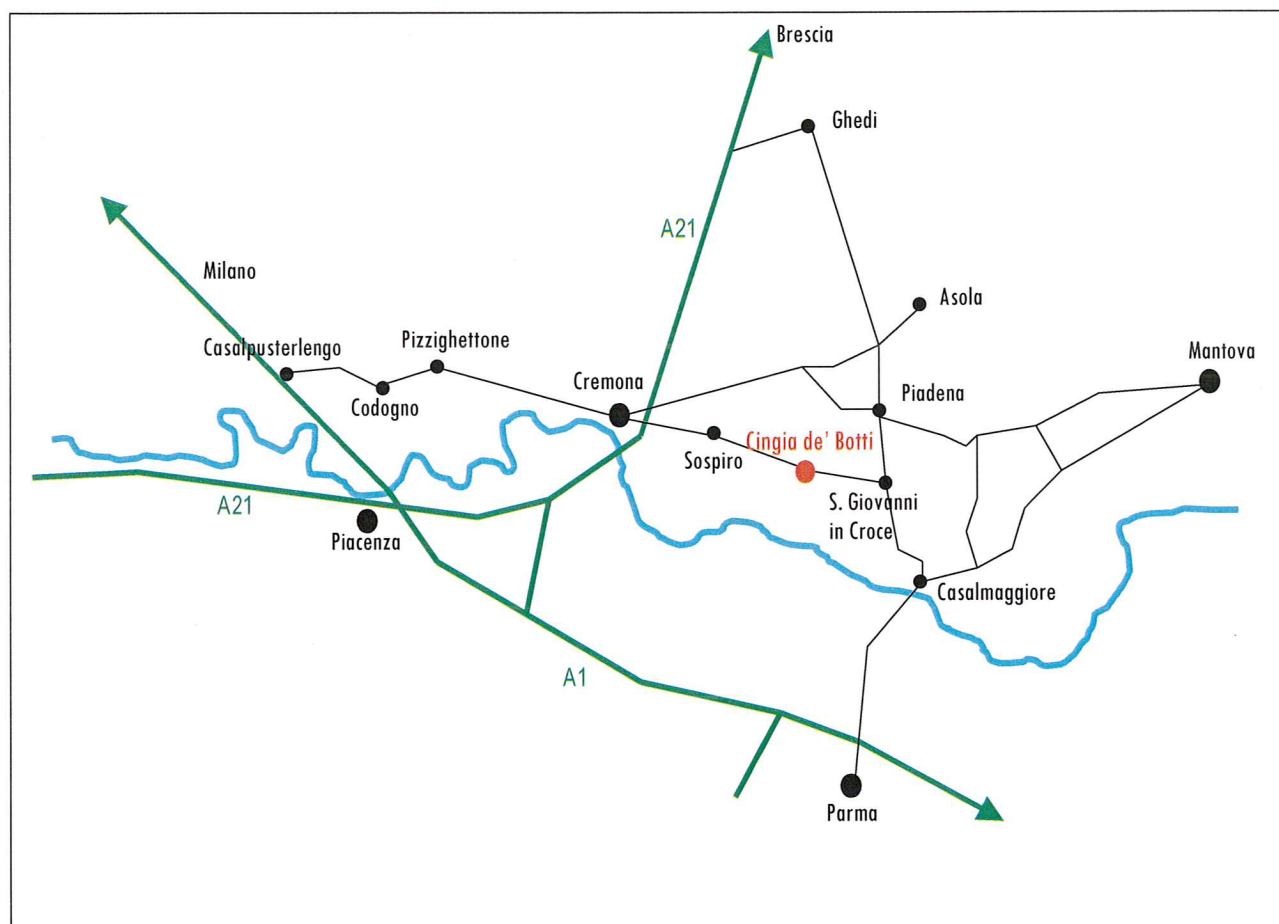 Brescia
Ghedi
A21
Milano
Asola
Casalpusterlengo
Pizzighettone
Mantova
Codogno
Cremona
Piadena
Cingia de' Botti
Sospiro
S. Giovanni
in Croce
A21
Piacenza
Casalmaggiore
A1
Parma